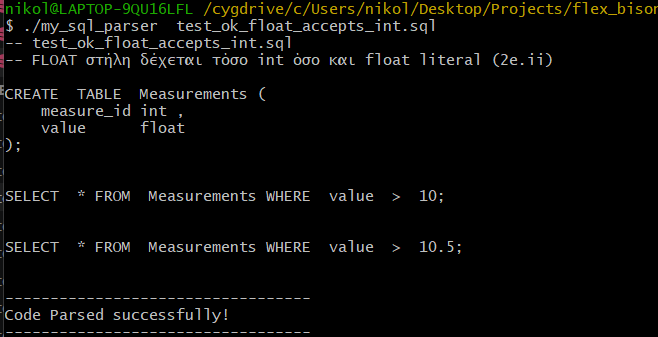 nikol@LAPTOP-9QUI6LFL /cygdrive/c/Users/nikol/Desktop/Projects/flex_bison
$ ./my_sql_parser  test_ok_float_accepts_int.sql
-- test_ok_float_accepts_int.sql
-- FLOAT στήλη δέχεται τόσο int όσο και float literal (2e.ii)
CREATE  TABLE  Measurements (
    measure_id int ,
    value      float
);
SELECT  * FROM  Measurements WHERE  value  >  10;
SELECT  * FROM  Measurements WHERE  value  >  10.5;
----------------------------------
Code Parsed successfully!
----------------------------------